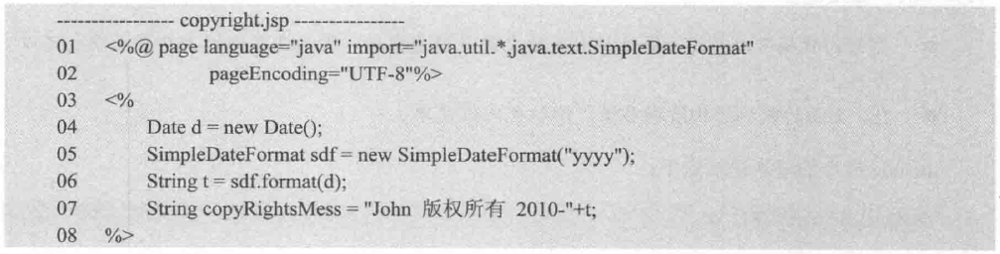 ----------------- copyright.jsp ----------------
01 <%@ page language="java" import="java.util.*,java.text.SimpleDateFormat"
02 pageEncoding="UTF-8"%>
03 <%
04 Date d = new Date();
05 SimpleDateFormat sdf = new SimpleDateFormat("yyyy");
06 String t = sdf.format(d);
07 String copyRightsMess = "John 版权所有 2010-"+t;
08 %>